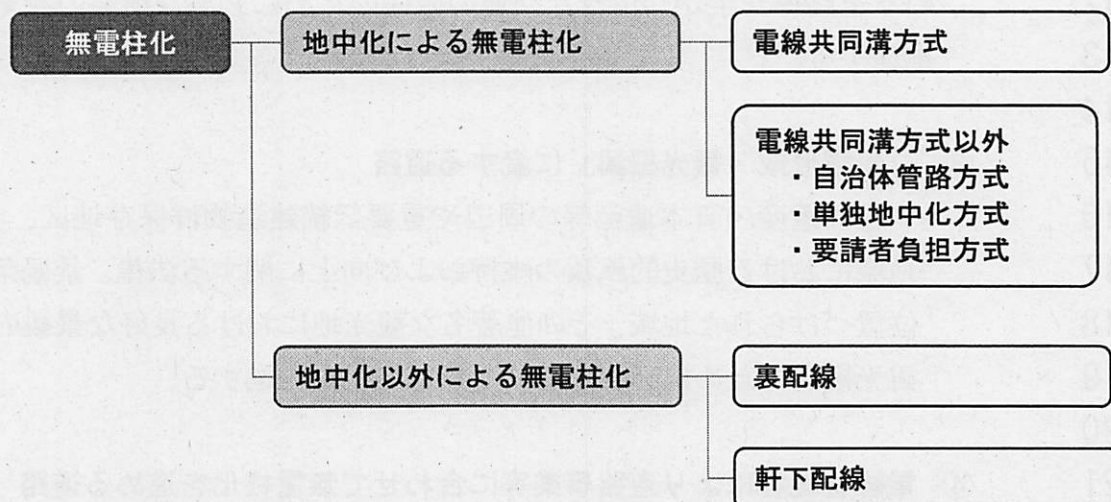 無電柱化
地中化による無電柱化
電線共同溝方式
電線共同溝方式以外
・自治体管路方式
・単独地中化方式
・要請者負担方式
地中化以外による無電柱化
裏配線
軒下配線